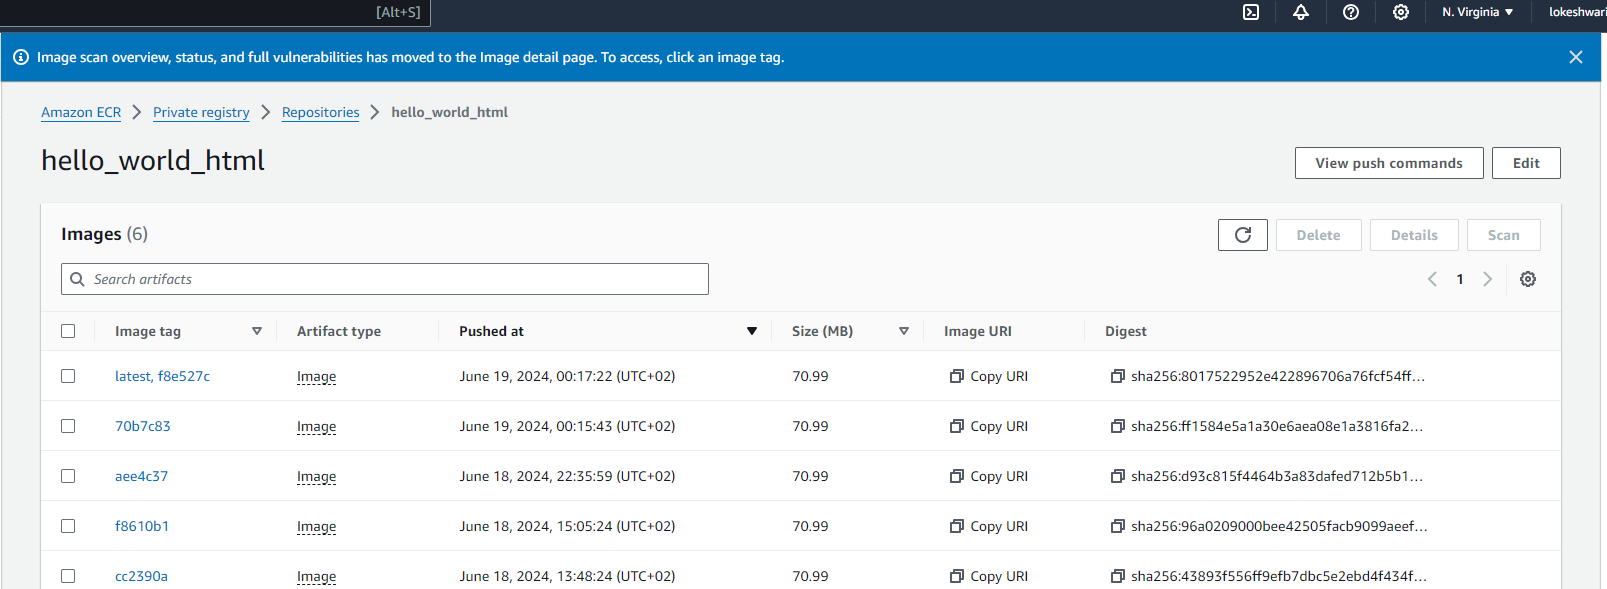 [Alt+S]
N. Virginia
lokeshwari
Image scan overview, status, and full vulnerabilities has moved to the Image detail page. To access, click an image tag.
Amazon ECR Private registry Repositories hello_world_html
hello_world_html
View push commands Edit
Images (6)
Delete Details Scan
Search artifacts
1
Image tag Artifact type Pushed at Size (MB) Image URI Digest
latest, f8e527c Image June 19, 2024, 00:17:22 (UTC+02) 70.99 Copy URI sha256:8017522952e422896706a76fcf54ff...
70b7c83 Image June 19, 2024, 00:15:43 (UTC+02) 70.99 Copy URI sha256:ff1584e5a1a30e6aea08e1a3816fa2...
aee4c37 Image June 18, 2024, 22:35:59 (UTC+02) 70.99 Copy URI sha256:d93c815f4464b3a83dafed712b5b1...
f8610b1 Image June 18, 2024, 15:05:24 (UTC+02) 70.99 Copy URI sha256:96a0209000bee42505facb9099aeef...
cc2390a Image June 18, 2024, 13:48:24 (UTC+02) 70.99 Copy URI sha256:43893f556ff9efb7dbc5e2ebd4f434f...